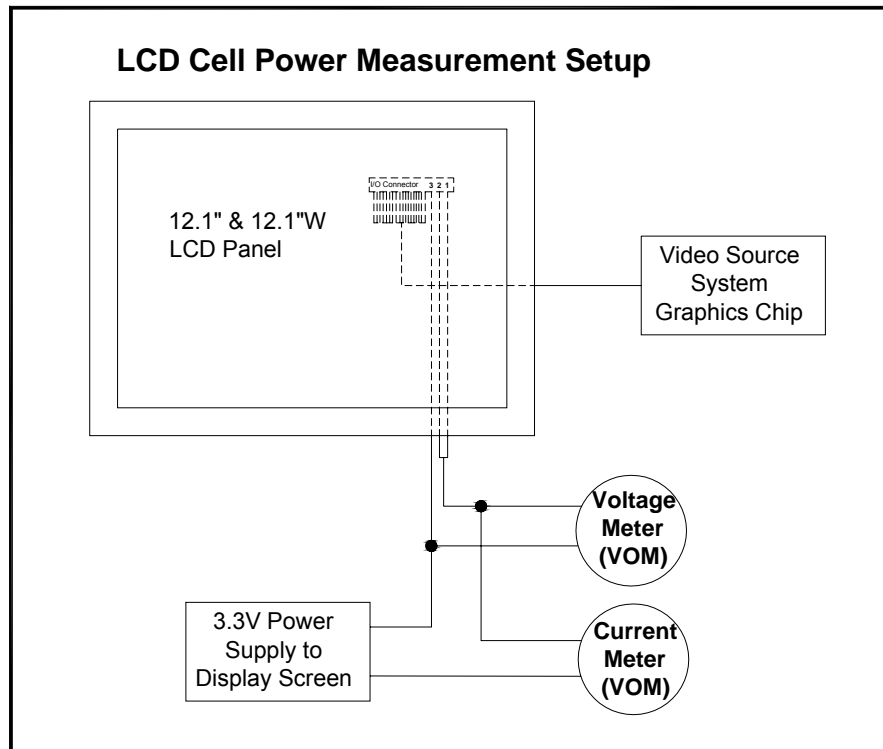 LCD Cell Power Measurement Setup
I/O Connector 3 2 1
12.1" & 12.1"W
LCD Panel
Video Source
System
Graphics Chip
Voltage
Meter
(VOM)
3.3V Power
Supply to
Display Screen
Current
Meter
(VOM)